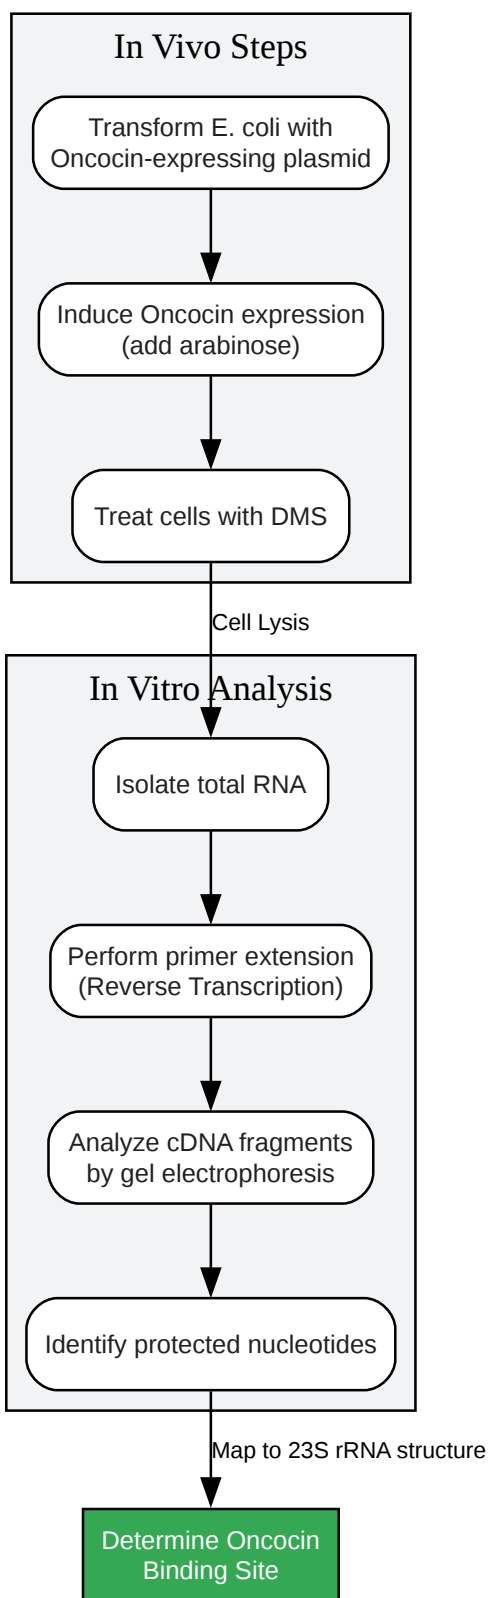 In Vivo Steps
Transform E. coli with
Oncocin-expressing plasmid
Induce Oncocin expression
(add arabinose)
Treat cells with DMS
Cell Lysis
In Vitro Analysis
Isolate total RNA
Perform primer extension
(Reverse Transcription)
Analyze cDNA fragments
by gel electrophoresis
Identify protected nucleotides
Map to 23S rRNA structure
Determine Oncocin
Binding Site